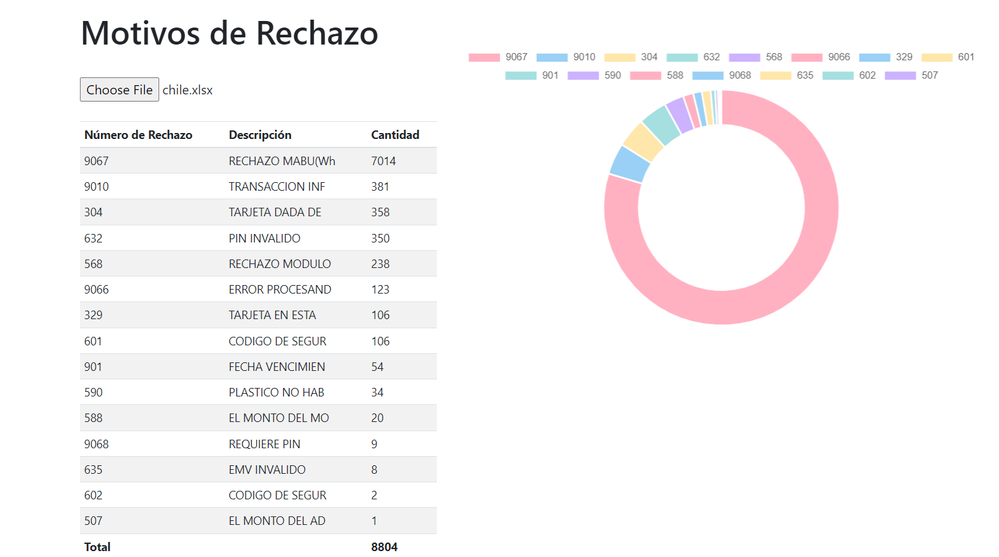 Motivos de Rechazo
Choose File chile.xlsx
Número de Rechazo Descripción Cantidad
9067 RECHAZO MABU(Wh 7014
9010 TRANSACCION INF 381
304 TARJETA DADA DE 358
632 PIN INVALIDO 350
568 RECHAZO MODULO 238
9066 ERROR PROCESAND 123
329 TARJETA EN ESTA 106
601 CODIGO DE SEGUR 106
901 FECHA VENCIMIEN 54
590 PLASTICO NO HAB 34
588 EL MONTO DEL MO 20
9068 REQUIERE PIN 9
635 EMV INVALIDO 8
602 CODIGO DE SEGUR 2
507 EL MONTO DEL AD 1
Total 8804
9067 9010 304 632 568 9066 329 601
901 590 588 9068 635 602 507